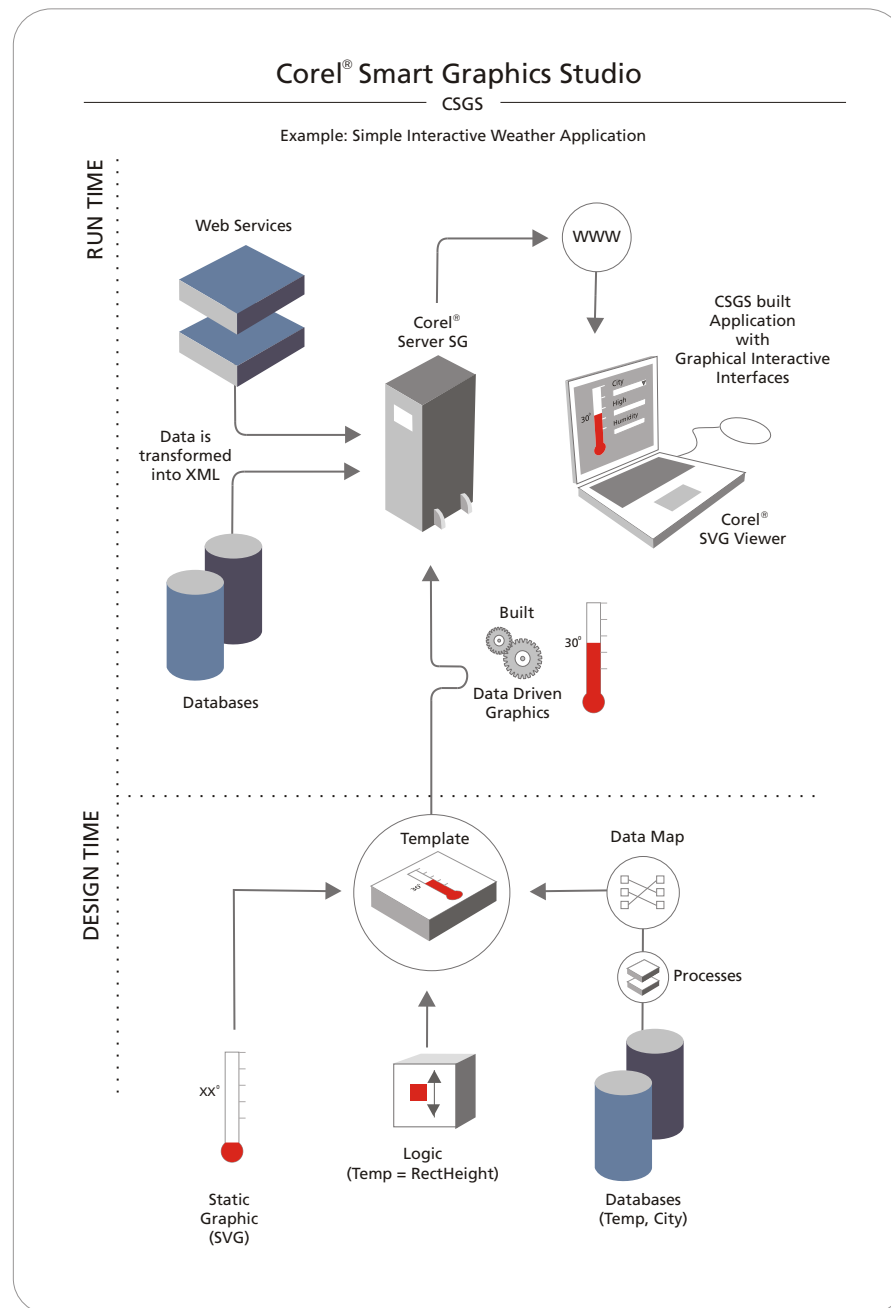 Corel® Smart Graphics Studio
CSGS
Example: Simple Interactive Weather Application
RUN TIME
Web Services
WWW
Corel®
Server SG
CSGS built
Application
with
Graphical Interactive
Interfaces
City
High
30°
Humidity
Data is
transformed
into XML
Corel®
SVG Viewer
Built
30°
Data Driven
Graphics
Databases
DESIGN TIME
Template
30°
Data Map
Processes
XX°
Logic
(Temp = RectHeight)
Static
Graphic
(SVG)
Databases
(Temp, City)